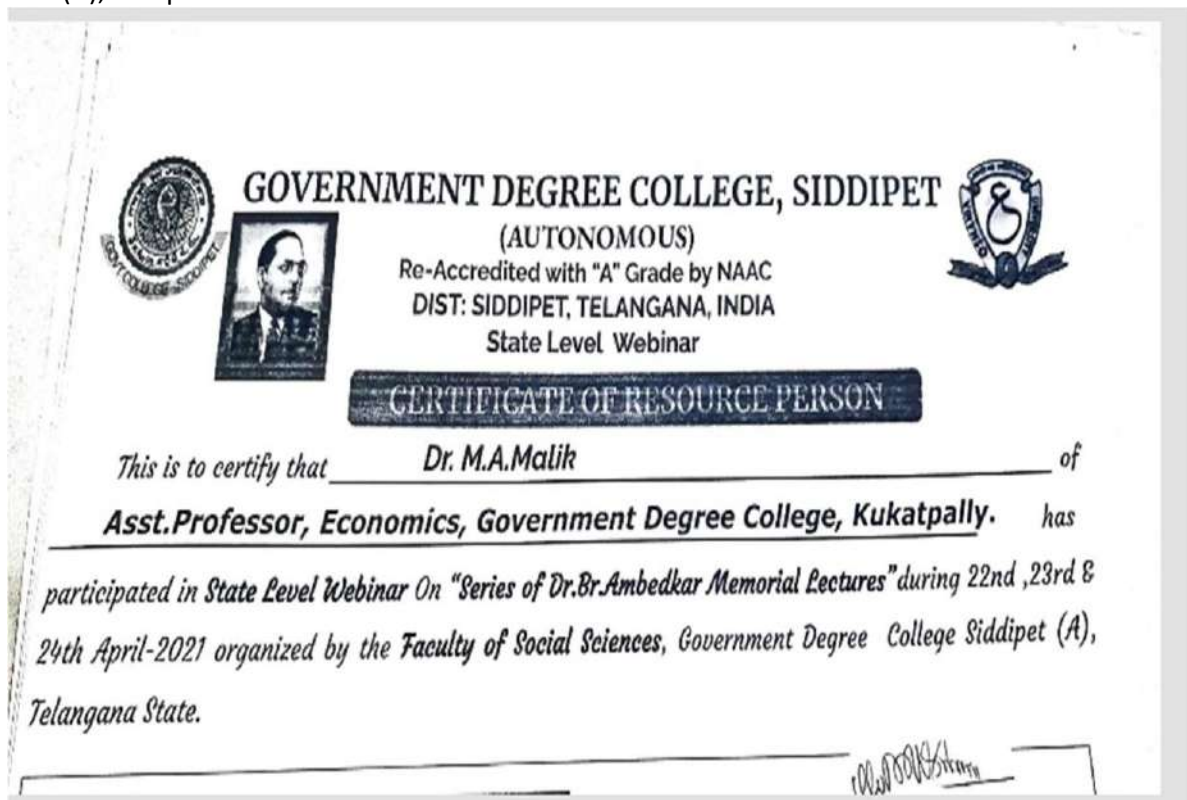 GOVERNMENT DEGREE COLLEGE, SIDDIPET
(AUTONOMOUS)
Re-Accredited with "A" Grade by NAAC
DIST: SIDDIPET, TELANGANA, INDIA
State Level Webinar
GOVT COLLEGE - SIDDIPET
CERTIFICATE OF RESOURCE PERSON
This is to certify that Dr. M.A.Malik of
Asst.Professor, Economics, Government Degree College, Kukatpally. has
participated in State Level Webinar On "Series of Dr.Br.Ambedkar Memorial Lectures"during 22nd ,23rd &
24th April-2021 organized by the Faculty of Social Sciences, Government Degree College Siddipet (A),
Telangana State.